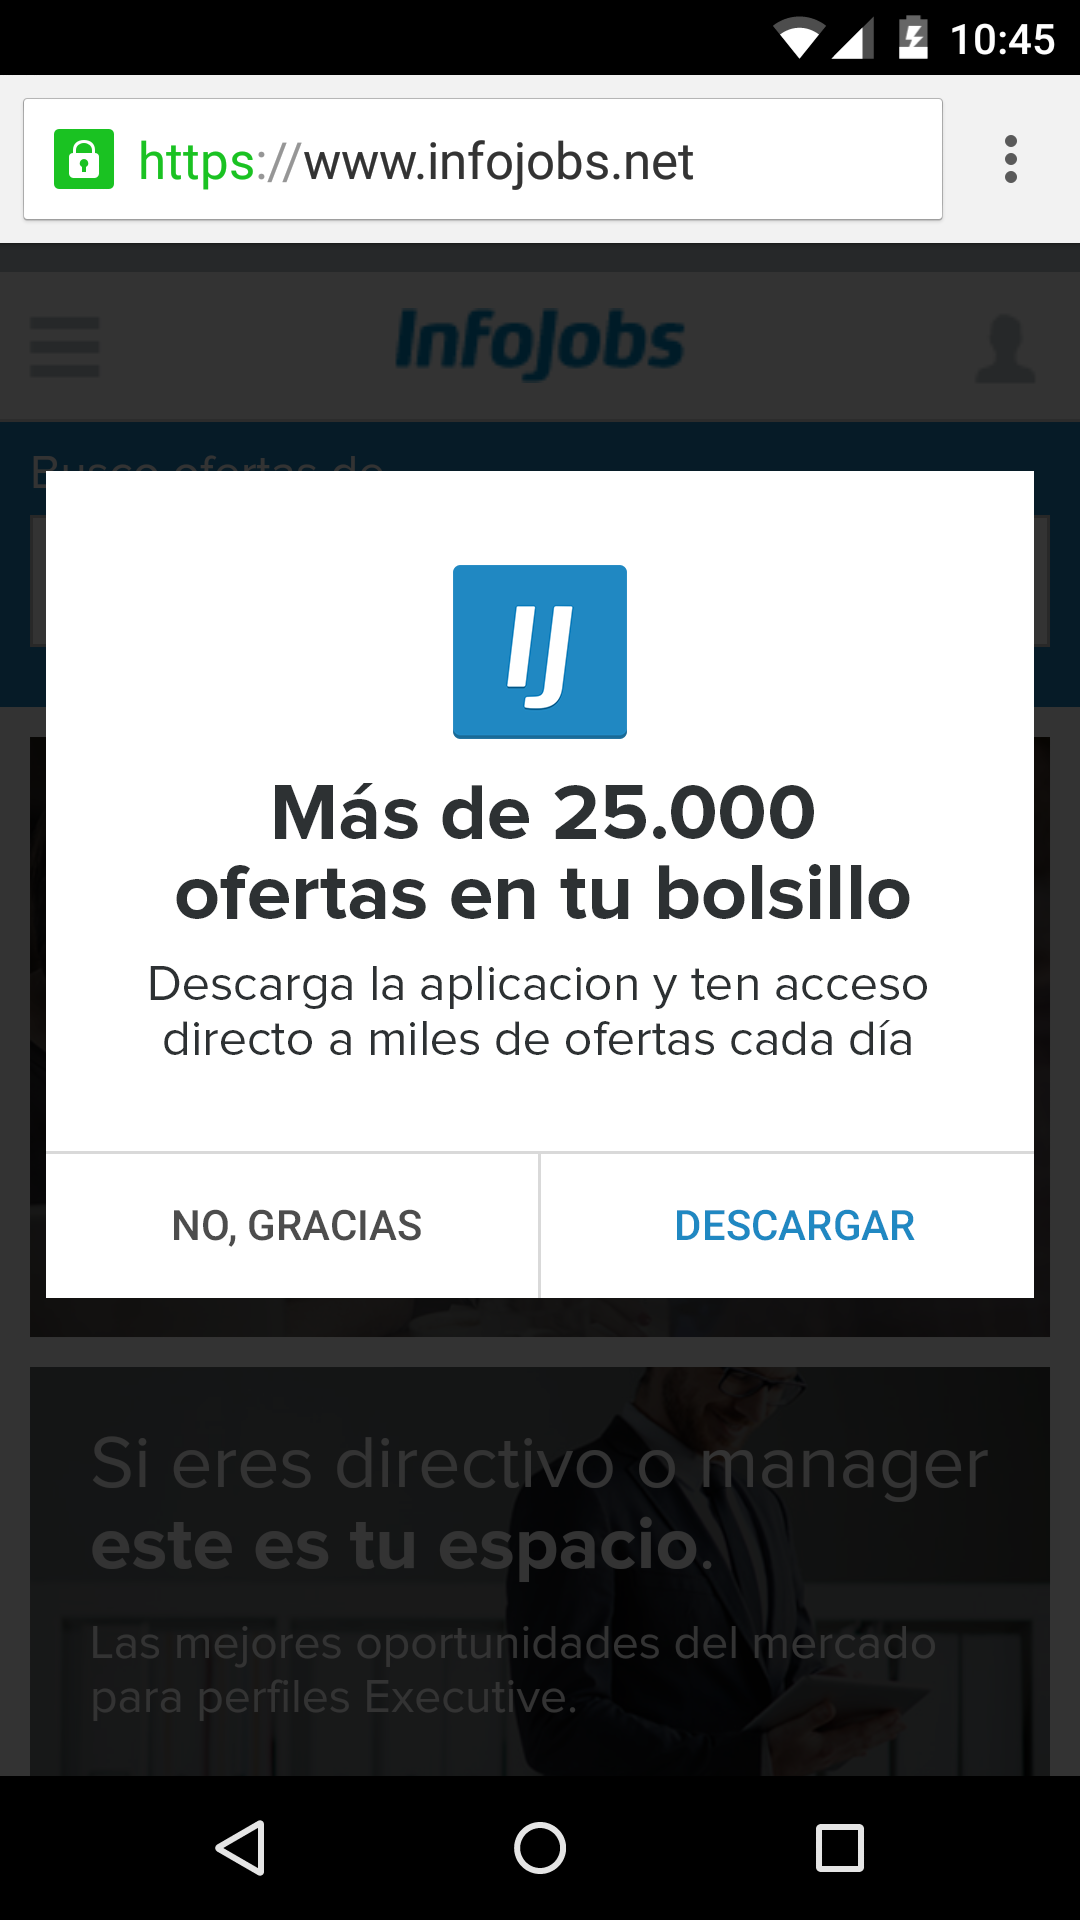 10:45
https://www.infojobs.net
InfoJobs
Busco ofertas de
IJ
Más de 25.000
ofertas en tu bolsillo
Descarga la aplicacion y ten acceso
directo a miles de ofertas cada día
NO, GRACIAS
DESCARGAR
Si eres directivo o manager
este es tu espacio.
Las mejores oportunidades del mercado
para perfiles Executive.